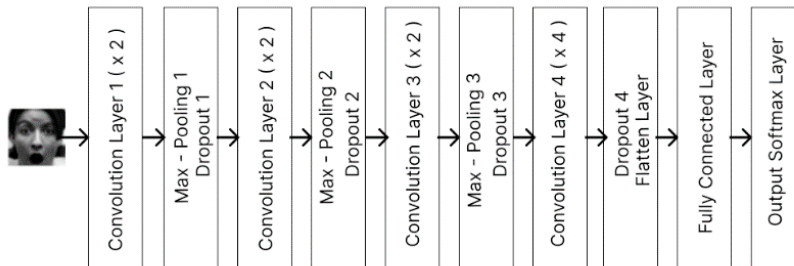 Convolution Layer 1 ( x 2 )
Max - Pooling 1
Dropout 1
Convolution Layer 2 ( x 2 )
Max - Pooling 2
Dropout 2
Convolution Layer 3 ( x 2 )
Max - Pooling 3
Dropout 3
Convolution Layer 4 ( x 4 )
Dropout 4
Flatten Layer
Fully Connected Layer
Output Softmax Layer